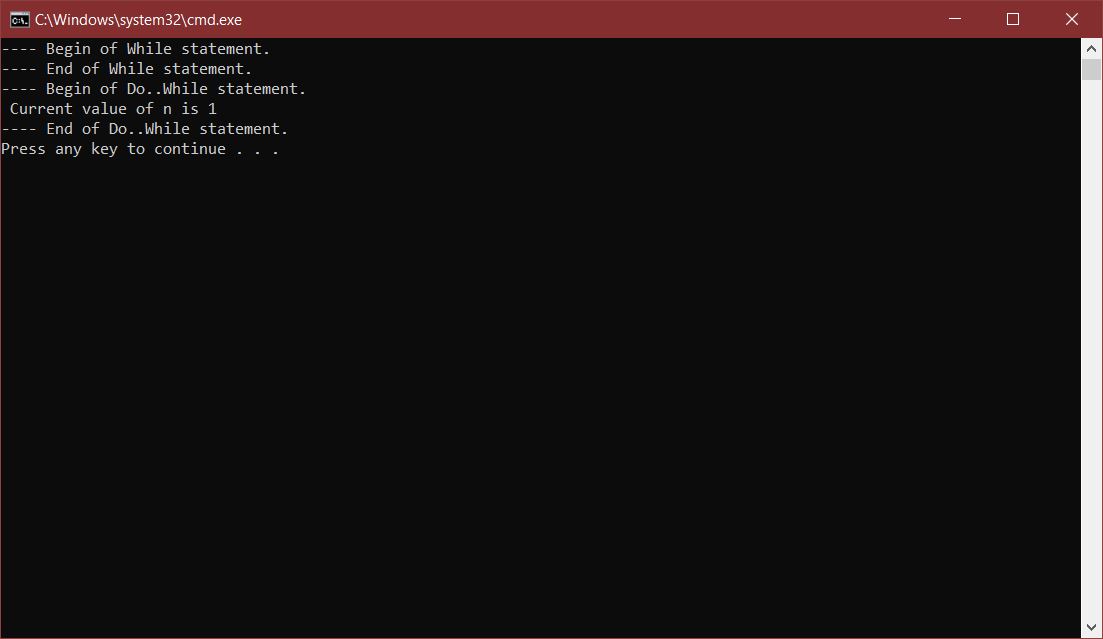 C:\Windows\system32\cmd.exe
---- Begin of While statement.
---- End of While statement.
---- Begin of Do..While statement.
 Current value of n is 1
---- End of Do..While statement.
Press any key to continue . . .